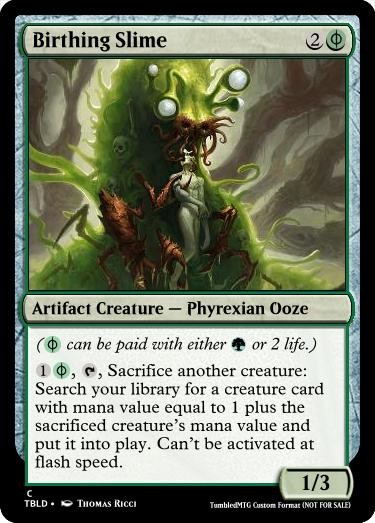 Birthing Slime 2
Artifact Creature — Phyrexian Ooze
( can be paid with either or 2 life.)
1 , , Sacrifice another creature:
Search your library for a creature card
with mana value equal to 1 plus the
sacrificed creature's mana value and
put it into play. Can't be activated at
flash speed.
1/3
C
TBLD • Thomas Ricci
TumbledMTG Custom Format (NOT FOR SALE)